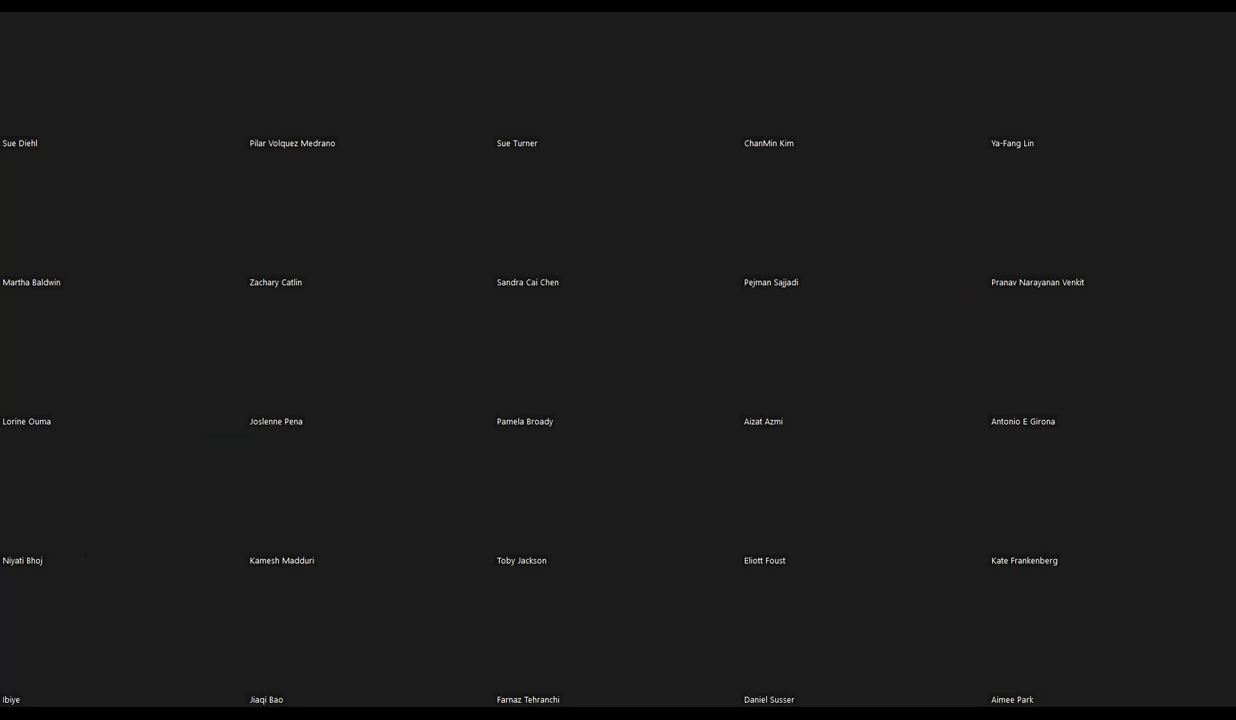 Sue Diehl
Pilar Volquez Medrano
Sue Turner
ChanMin Kim
Ya-Fang Lin
Martha Baldwin
Zachary Catlin
Sandra Cai Chen
Pejman Sajjadi
Pranav Narayanan Venkit
Lorine Ouma
Joslenne Pena
Pamela Broady
Aizat Azmi
Antonio E Girona
Niyati Bhoj
Kamesh Madduri
Toby Jackson
Eliott Foust
Kate Frankenberg
Ibiye
Jiaqi Bao
Farnaz Tehranchi
Daniel Susser
Aimee Park